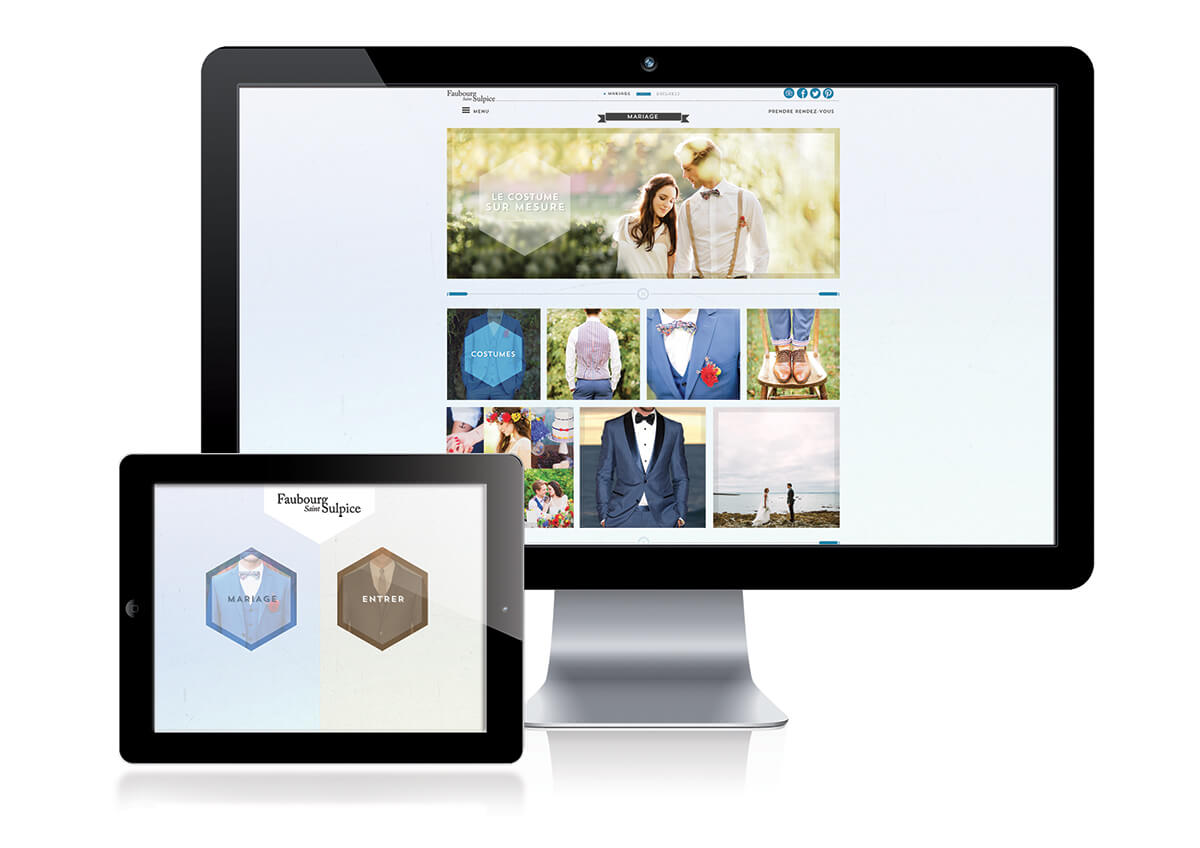 Faubourg
Saint Sulpice
MARIAGE
MENU
MARIAGE
PRENDRE RENDEZ-VOUS
LE COSTUME
SUR MESURE
COSTUMES
Faubourg
Saint Sulpice
MARIAGE
ENTRER